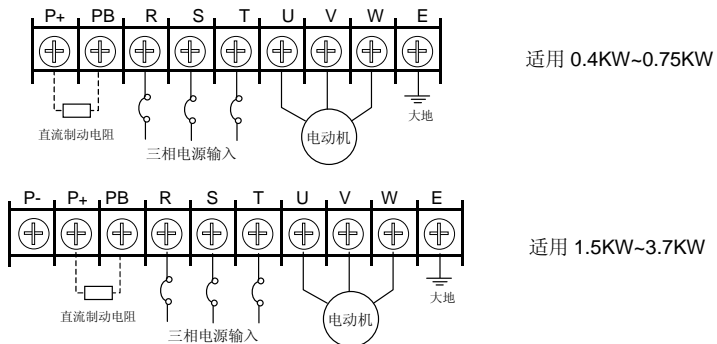 P+ PB R S T U V W E
适用 0.4KW~0.75KW
电动机
大地
直流制动电阻
三相电源输入
P- P+ PB R S T U V W E
适用 1.5KW~3.7KW
大地
直流制动电阻
电动机
三相电源输入